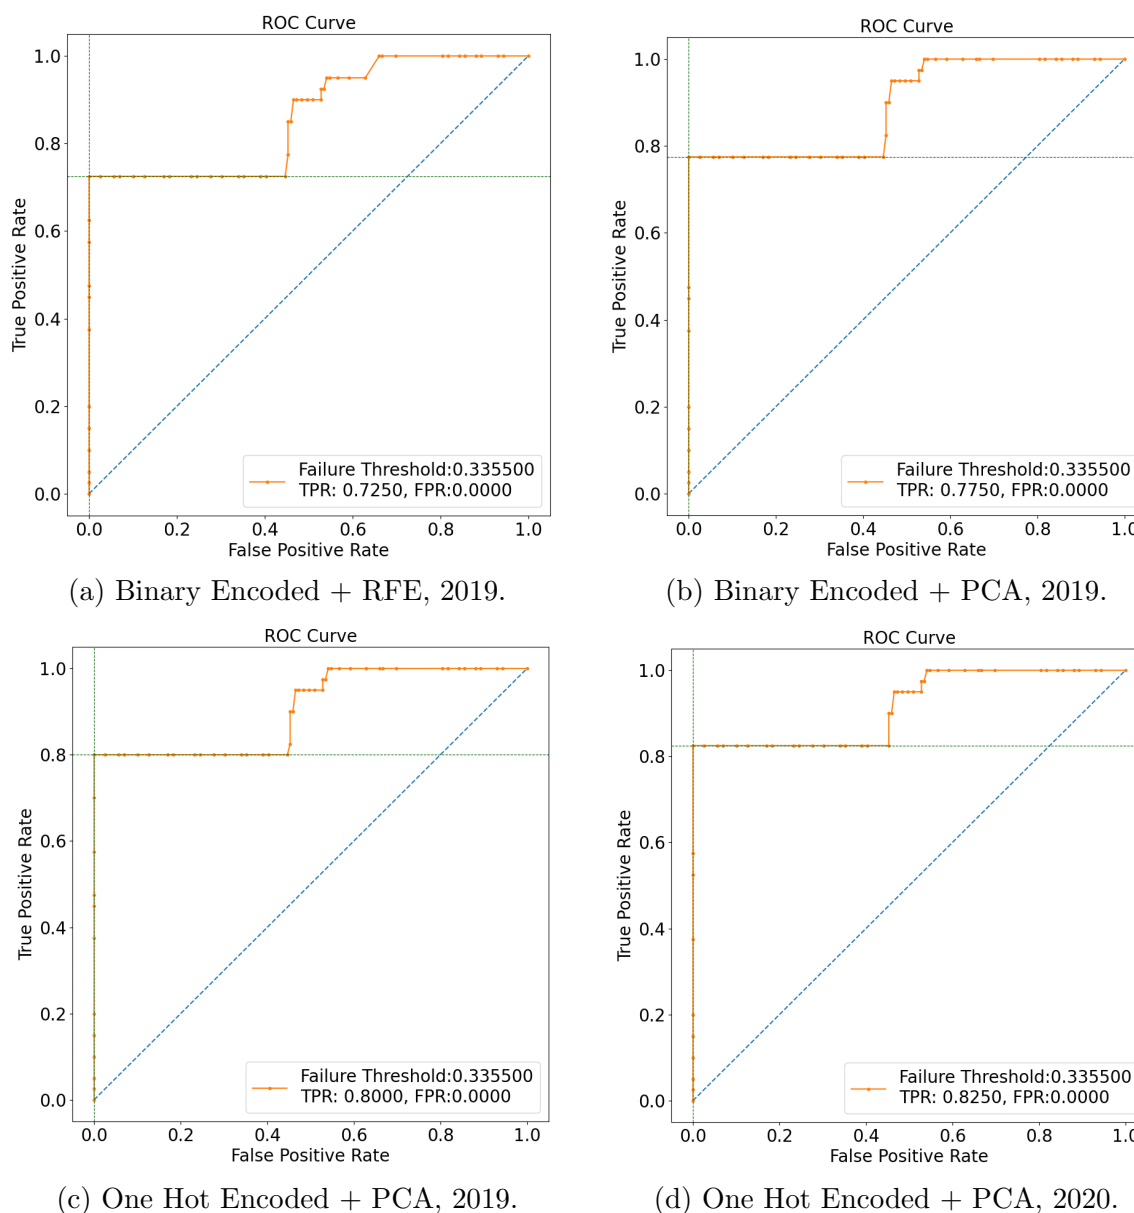 ROC Curve
1.0
0.8
0.6
0.4
0.2
0.0
True Positive Rate
Failure Threshold:0.335500
TPR: 0.7250, FPR:0.0000
0.0 0.2 0.4 0.6 0.8 1.0
False Positive Rate
(a) Binary Encoded + RFE, 2019.
ROC Curve
1.0
0.8
0.6
0.4
0.2
0.0
True Positive Rate
Failure Threshold:0.335500
TPR: 0.7750, FPR:0.0000
0.0 0.2 0.4 0.6 0.8 1.0
False Positive Rate
(b) Binary Encoded + PCA, 2019.
ROC Curve
1.0
0.8
0.6
0.4
0.2
0.0
True Positive Rate
Failure Threshold:0.335500
TPR: 0.8000, FPR:0.0000
0.0 0.2 0.4 0.6 0.8 1.0
False Positive Rate
(c) One Hot Encoded + PCA, 2019.
ROC Curve
1.0
0.8
0.6
0.4
0.2
0.0
True Positive Rate
Failure Threshold:0.335500
TPR: 0.8250, FPR:0.0000
0.0 0.2 0.4 0.6 0.8 1.0
False Positive Rate
(d) One Hot Encoded + PCA, 2020.